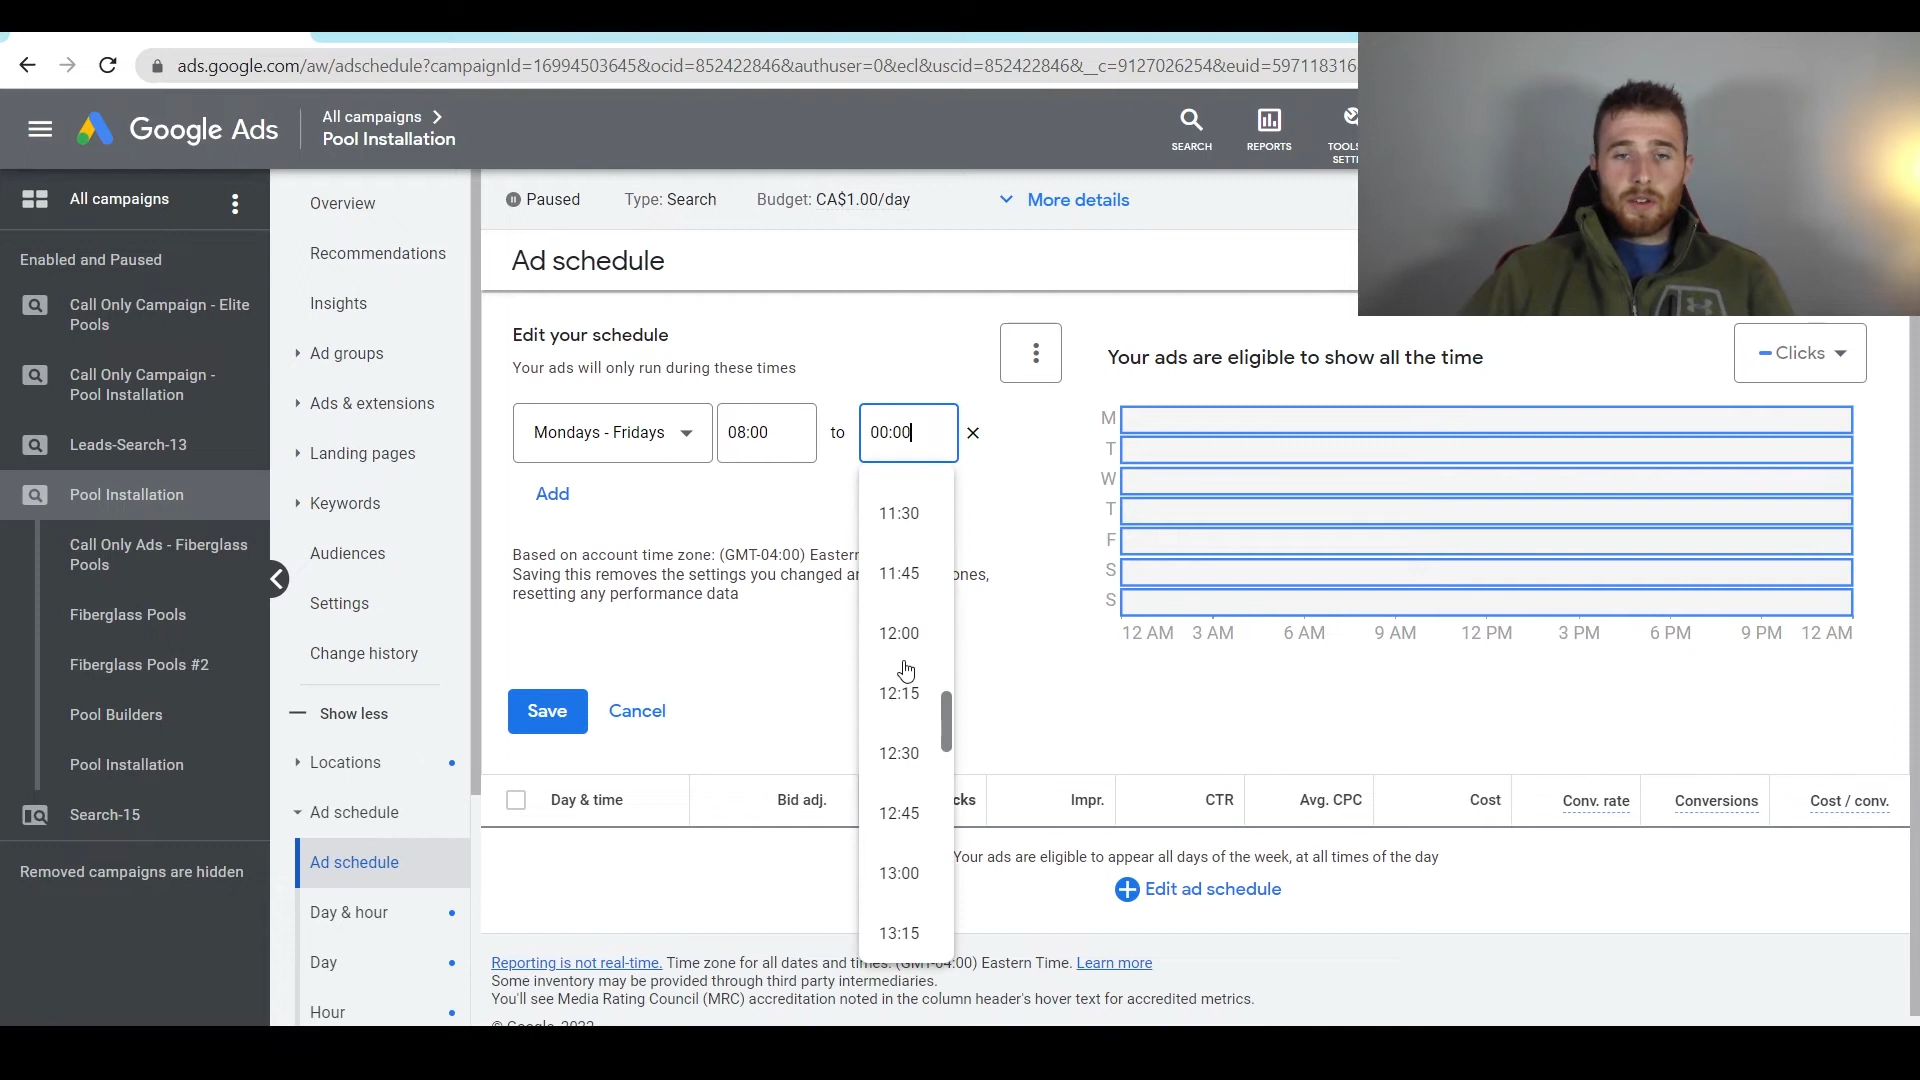 ads.google.com/aw/adschedule?campaignId=16994503645&ocid=852422846&authuser=0&ecl&uscid=852422846&__c=9127026254&euid=597118316
Google Ads
All campaigns
Pool Installation
SEARCH
REPORTS
TOOLS
SETTI
All campaigns
Enabled and Paused
Call Only Campaign - Elite
Pools
Call Only Campaign -
Pool Installation
Leads-Search-13
Pool Installation
Call Only Ads - Fiberglass
Pools
Fiberglass Pools
Fiberglass Pools #2
Pool Builders
Pool Installation
Search-15
Removed campaigns are hidden
Overview
Recommendations
Insights
Ad groups
Ads & extensions
Landing pages
Keywords
Audiences
Settings
Change history
Show less
Locations
Ad schedule
Ad schedule
Day & hour
Day
Hour
Paused
Type: Search
Budget: CA$1.00/day
More details
Ad schedule
Edit your schedule
Your ads will only run during these times
Mondays - Fridays
08:00
to
00:00
Add
11:30
11:45
12:00
12:15
12:30
12:45
13:00
13:15
Based on account time zone: (GMT-04:00) Eastern
Saving this removes the settings you changed ones,
resetting any performance data
Save
Cancel
Your ads are eligible to show all the time
Clicks
M
T
W
T
F
S
S
12 AM 3 AM 6 AM 9 AM 12 PM 3 PM 6 PM 9 PM 12 AM
Day & time
Bid adj.
cks
Impr.
CTR
Avg. CPC
Cost
Conv. rate
Conversions
Cost / conv.
Your ads are eligible to appear all days of the week, at all times of the day
Edit ad schedule
Reporting is not real-time. Time zone for all dates and times: (GMT-04:00) Eastern Time. Learn more
Some inventory may be provided through third party intermediaries.
You'll see Media Rating Council (MRC) accreditation noted in the column header's hover text for accredited metrics.
© Google, 2022